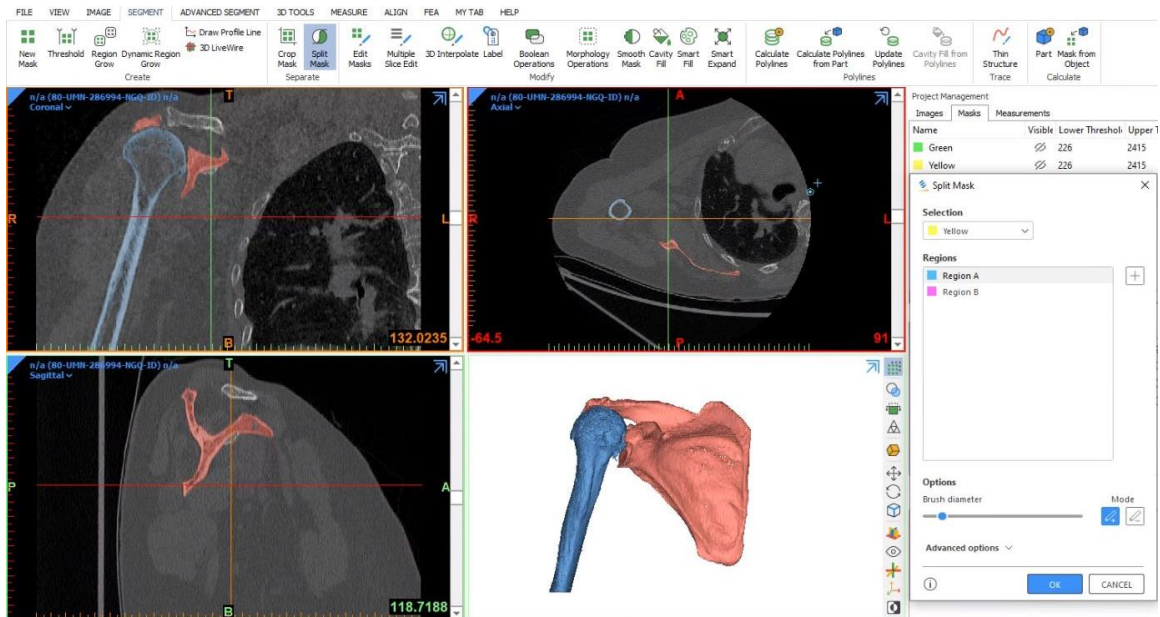 FILE VIEW IMAGE SEGMENT ADVANCED SEGMENT 3D TOOLS MEASURE ALIGN FEA MY TAB HELP
New Mask
Threshold
Region Grow
Dynamic Region Grow
Draw Profile Line
3D LiveWire
Create
Crop Mask
Split Mask
Separate
Edit Masks
Multiple Slice Edit
3D Interpolate
Label
Boolean Operations
Morphology Operations
Smooth Mask
Cavity Fill
Smart Fill
Smart Expand
Modify
Calculate Polylines
Calculate Polylines from Part
Update Polylines
Cavity Fill from Polylines
Polylines
Thin Structure
Trace
Part
Mask from Object
Calculate
n/a (80-UMN-286994-NGQ-ID) n/a
Coronal
T
R
L
B
132.0235
n/a (80-UMN-286994-NGQ-ID) n/a
Axial
A
R
L
P
-64.5
91
n/a (80-UMN-286994-NGQ-ID) n/a
Sagittal
T
P
A
B
118.7188
Project Management
Images Masks Measurements
Name Visible Lower Threshol Upper T
Green 226 2415
Yellow 226 2415
Split Mask
Selection
Yellow
Regions
Region A
Region B
Options
Brush diameter Mode
Advanced options
OK CANCEL